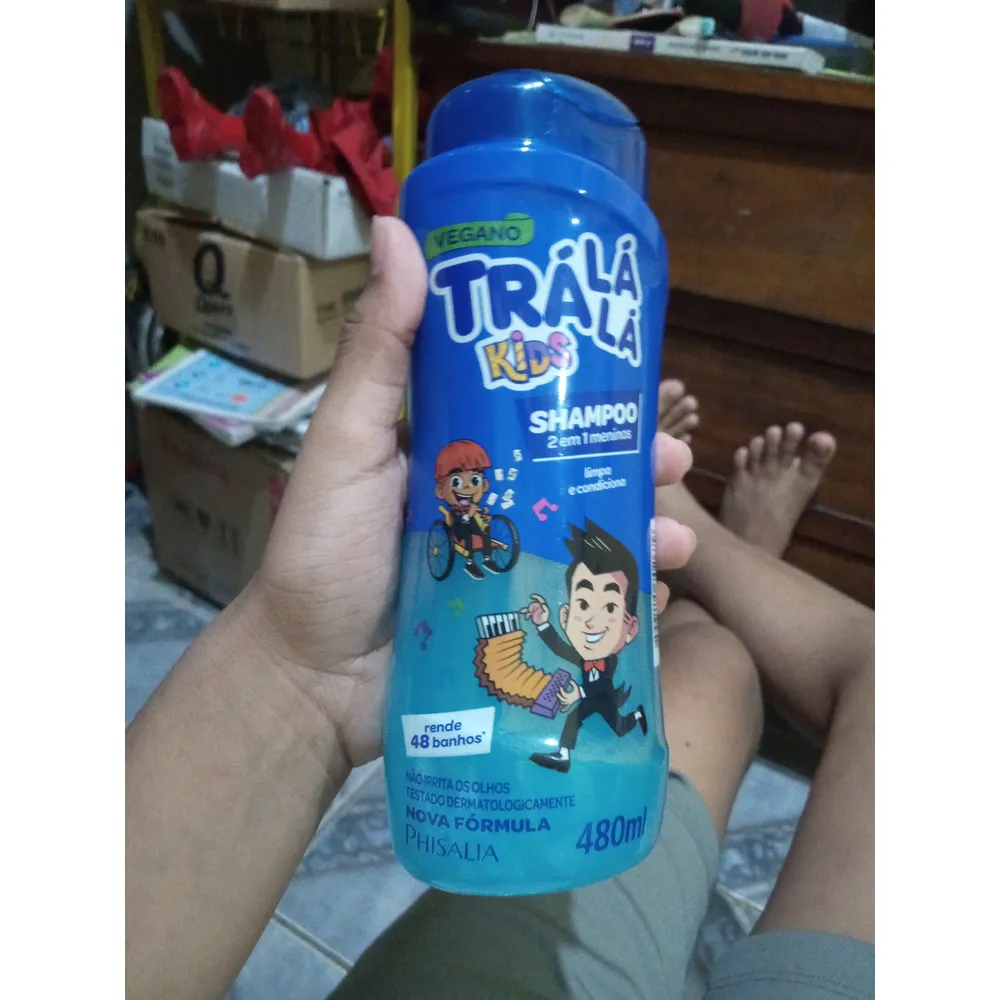 VEGANO
TRÁ LÁ
LÁ
KIDS
SHAMPOO
2 em 1 meninos
limpa
e condiciona
rende
48 banhos*
NÃO IRRITA OS OLHOS
TESTADO DERMATOLOGICAMENTE
NOVA FÓRMULA
PHISALIA
480ml
Q